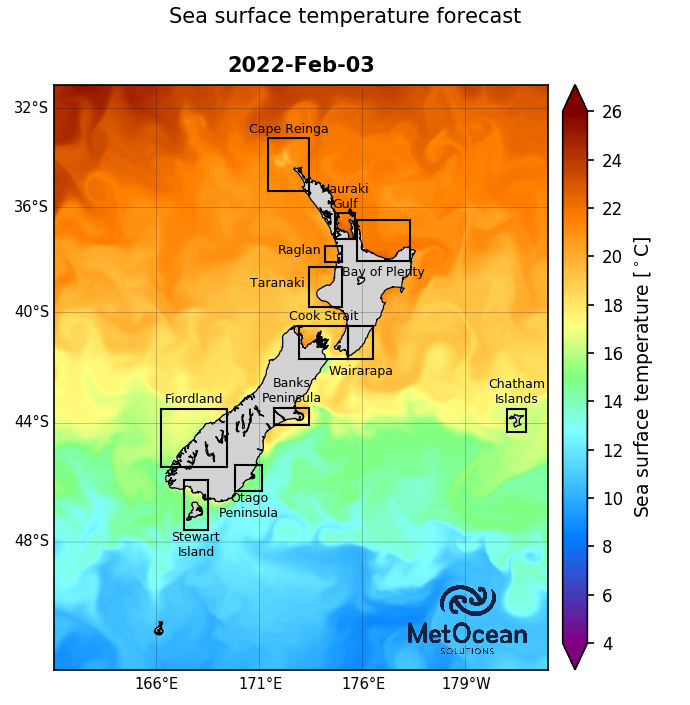 Sea surface temperature forecast
2022-Feb-03
32°S
36°S
40°S
44°S
48°S
166°E
171°E
176°E
179°W
Cape Reinga
Hauraki
Gulf
Raglan
Bay of Plenty
Taranaki
Cook Strait
Wairarapa
Banks
Peninsula
Fiordland
Chatham
Islands
Otago
Peninsula
Stewart
Island
MetOcean
SOLUTIONS
26
24
22
20
18
16
14
12
10
8
6
4
Sea surface temperature [°C]